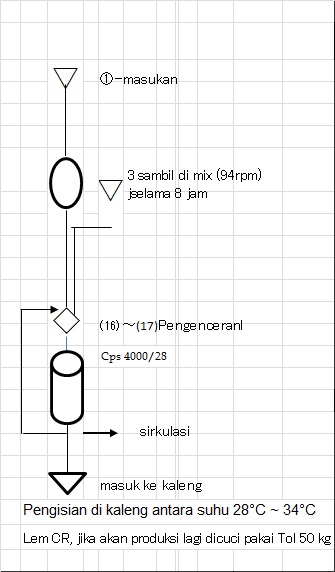 ①-masukan
3 sambil di mix (94rpm)
jselama 8 jam
(16) ～(17)Pengenceranl
Cps 4000/28
sirkulasi
masuk ke kaleng
Pengisian di kaleng antara suhu 28°C ~ 34°C
Lem CR, jika akan produksi lagi dicuci pakai Tol 50 kg